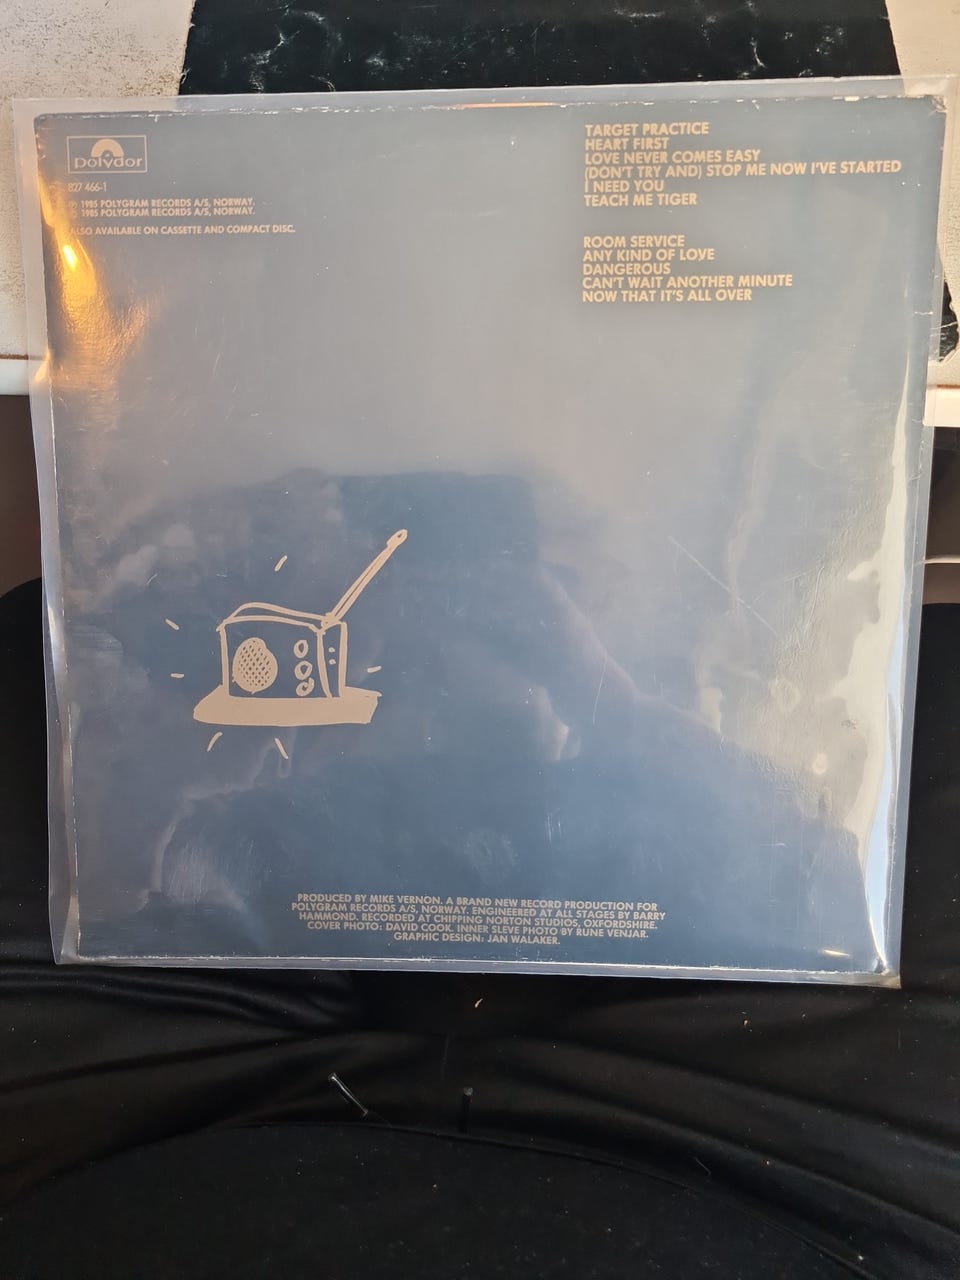 polydor
827 466-1
Ⓟ 1985 POLYGRAM RECORDS A/S, NORWAY.
© 1985 POLYGRAM RECORDS A/S, NORWAY.
ALSO AVAILABLE ON CASSETTE AND COMPACT DISC.
TARGET PRACTICE
HEART FIRST
LOVE NEVER COMES EASY
(DON'T TRY AND) STOP ME NOW I'VE STARTED
I NEED YOU
TEACH ME TIGER
ROOM SERVICE
ANY KIND OF LOVE
DANGEROUS
CAN'T WAIT ANOTHER MINUTE
NOW THAT IT'S ALL OVER
PRODUCED BY MIKE VERNON. A BRAND NEW RECORD PRODUCTION FOR
POLYGRAM RECORDS A/S, NORWAY. ENGINEERED AT ALL STAGES BY BARRY
HAMMOND. RECORDED AT CHIPPING NORTON STUDIOS, OXFORDSHIRE.
COVER PHOTO: DAVID COOK. INNER SLEVE PHOTO BY RUNE VENJAR.
GRAPHIC DESIGN: JAN WALAKER.